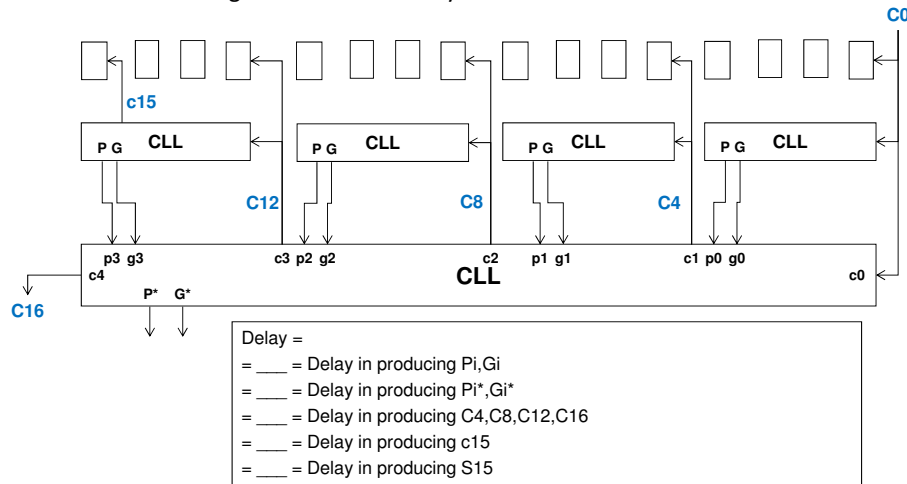 C0
c15
P G CLL
P G CLL
P G CLL
P G CLL
C12
C8
C4
p3 g3
c3 p2 g2
c2
p1 g1
c1 p0 g0
c4
CLL
c0
P* G*
C16
Delay =
= ___ = Delay in producing Pi,Gi
= ___ = Delay in producing Pi*,Gi*
= ___ = Delay in producing C4,C8,C12,C16
= ___ = Delay in producing c15
= ___ = Delay in producing S15